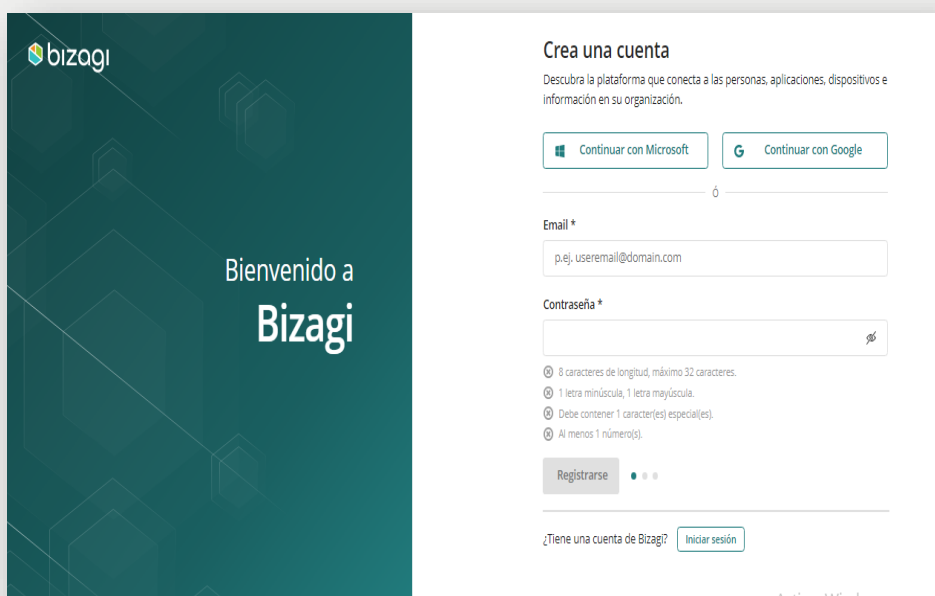 bizagi
Bienvenido a
Bizagi
Crea una cuenta
Descubra la plataforma que conecta a las personas, aplicaciones, dispositivos e
información en su organización.
Continuar con Microsoft
G Continuar con Google
ó
Email *
p.ej. useremail@domain.com
Contraseña *
8 caracteres de longitud, máximo 32 caracteres.
1 letra minúscula, 1 letra mayúscula.
Debe contener 1 caracter(es) especial(es).
Al menos 1 número(s).
Registrarse
¿Tiene una cuenta de Bizagi? Iniciar sesión